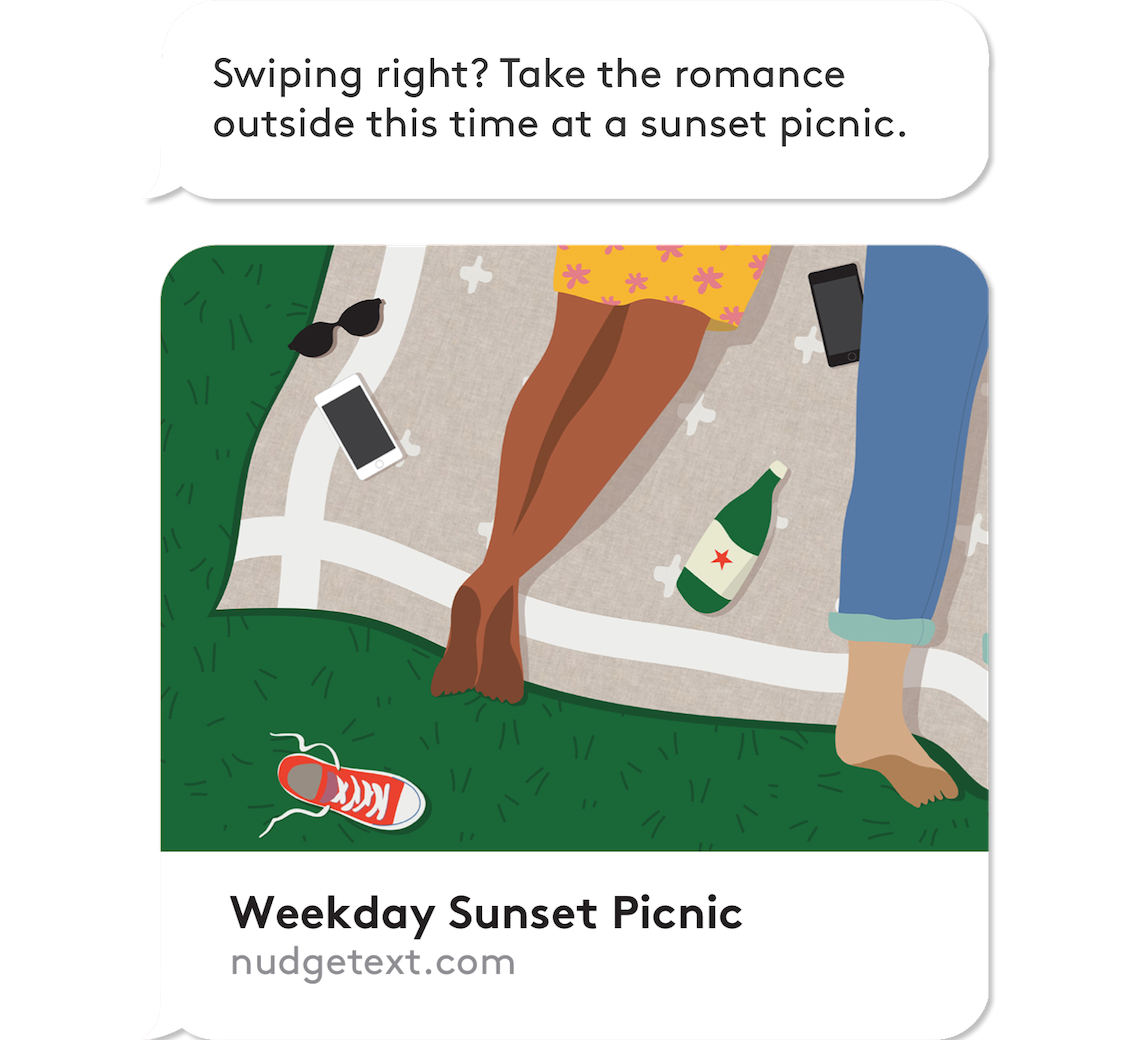 Swiping right? Take the romance
outside this time at a sunset picnic.
Weekday Sunset Picnic
nudgetext.com